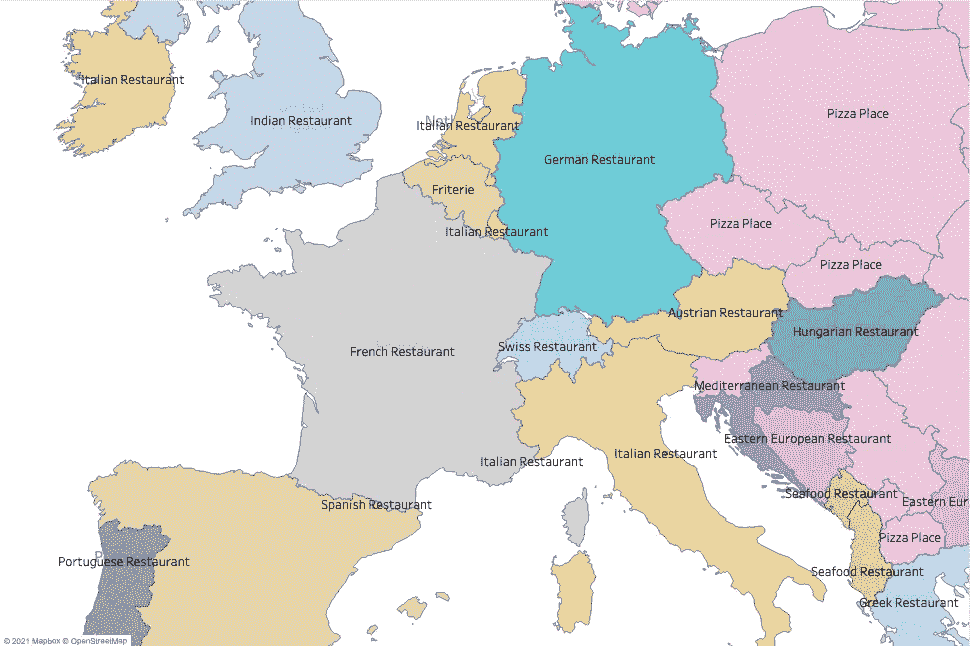 Italian Restaurant
Indian Restaurant
Pizza Place
Italian Restaurant
German Restaurant
Friterie
Pizza Place
Italian Restaurant
Pizza Place
Austrian Restaurant
Hungarian Restaurant
Swiss Restaurant
French Restaurant
Mediterranean Restaurant
Eastern European Restaurant
Italian Restaurant
Italian Restaurant
Seafood Restaurant
Eastern Eur
Spanish Restaurant
Pizza Place
Portuguese Restaurant
Seafood Restaurant
Greek Restaurant
© 2021 Mapbox © OpenStreetMap